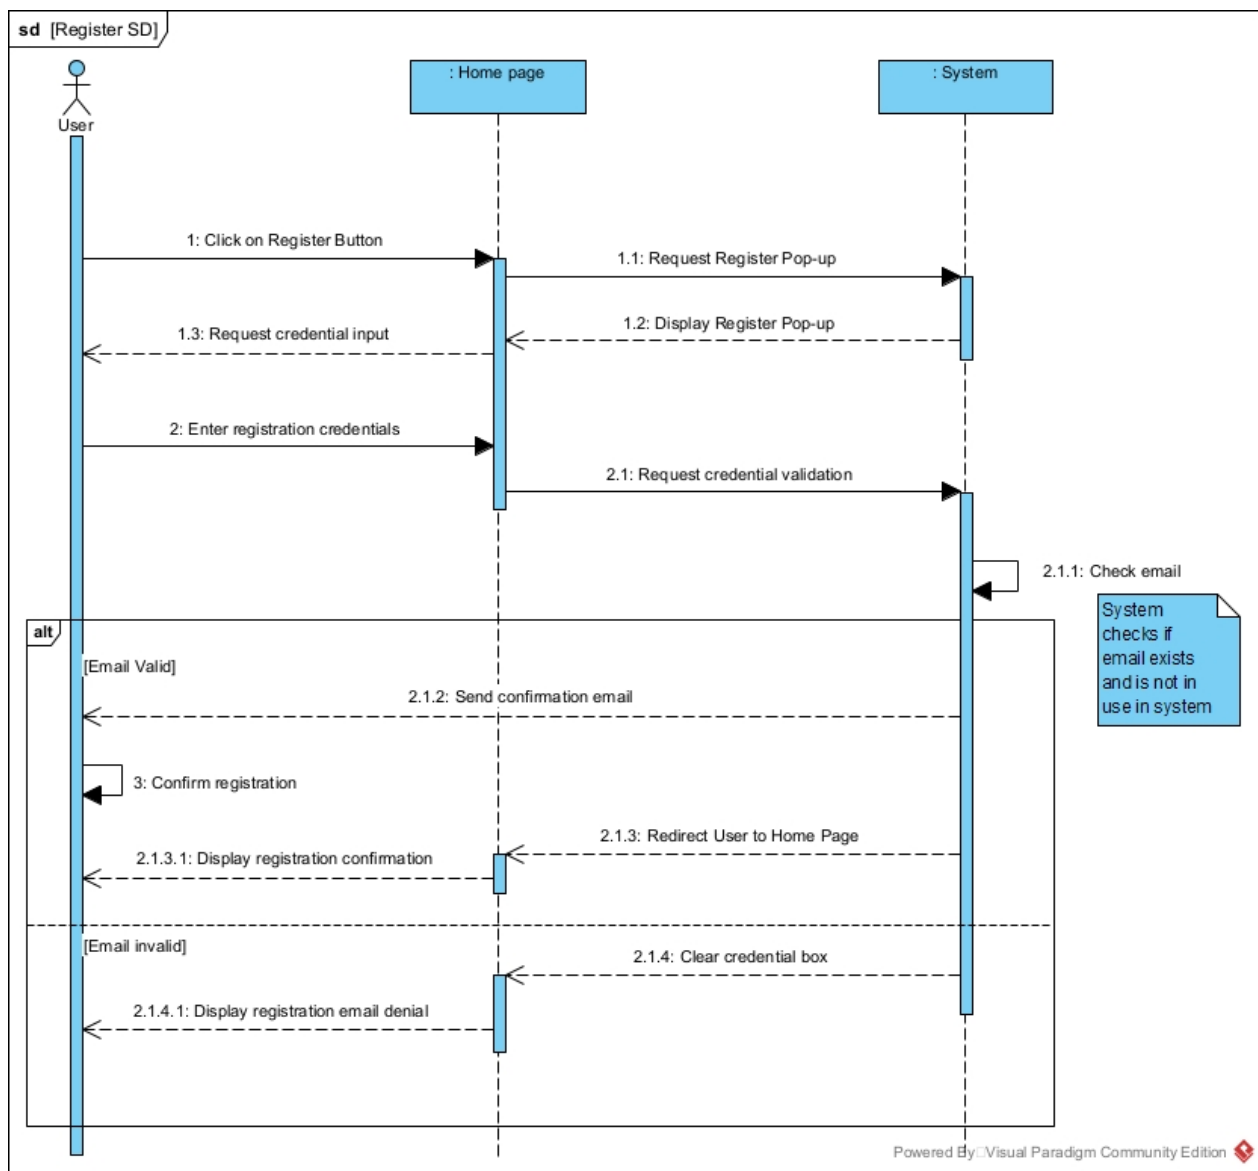 sd [Register SD]
: Home page
: System
User
1: Click on Register Button
1.1: Request Register Pop-up
1.2: Display Register Pop-up
1.3: Request credential input
2: Enter registration credentials
2.1: Request credential validation
2.1.1: Check email
System
checks if
email exists
and is not in
use in system
alt
[Email Valid]
2.1.2: Send confirmation email
3: Confirm registration
2.1.3: Redirect User to Home Page
2.1.3.1: Display registration confirmation
[Email invalid]
2.1.4: Clear credential box
2.1.4.1: Display registration email denial
Powered By□Visual Paradigm Community Edition